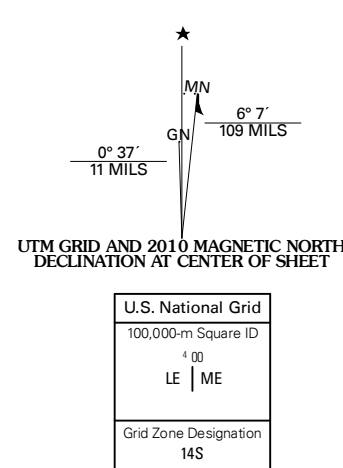 MN
GN
6° 7´
109 MILS
0° 37´
11 MILS
UTM GRID AND 2010 MAGNETIC NORTH
DECLINATION AT CENTER OF SHEET
U.S. National Grid
100,000-m Square ID
4 00
LE ME
Grid Zone Designation
14S